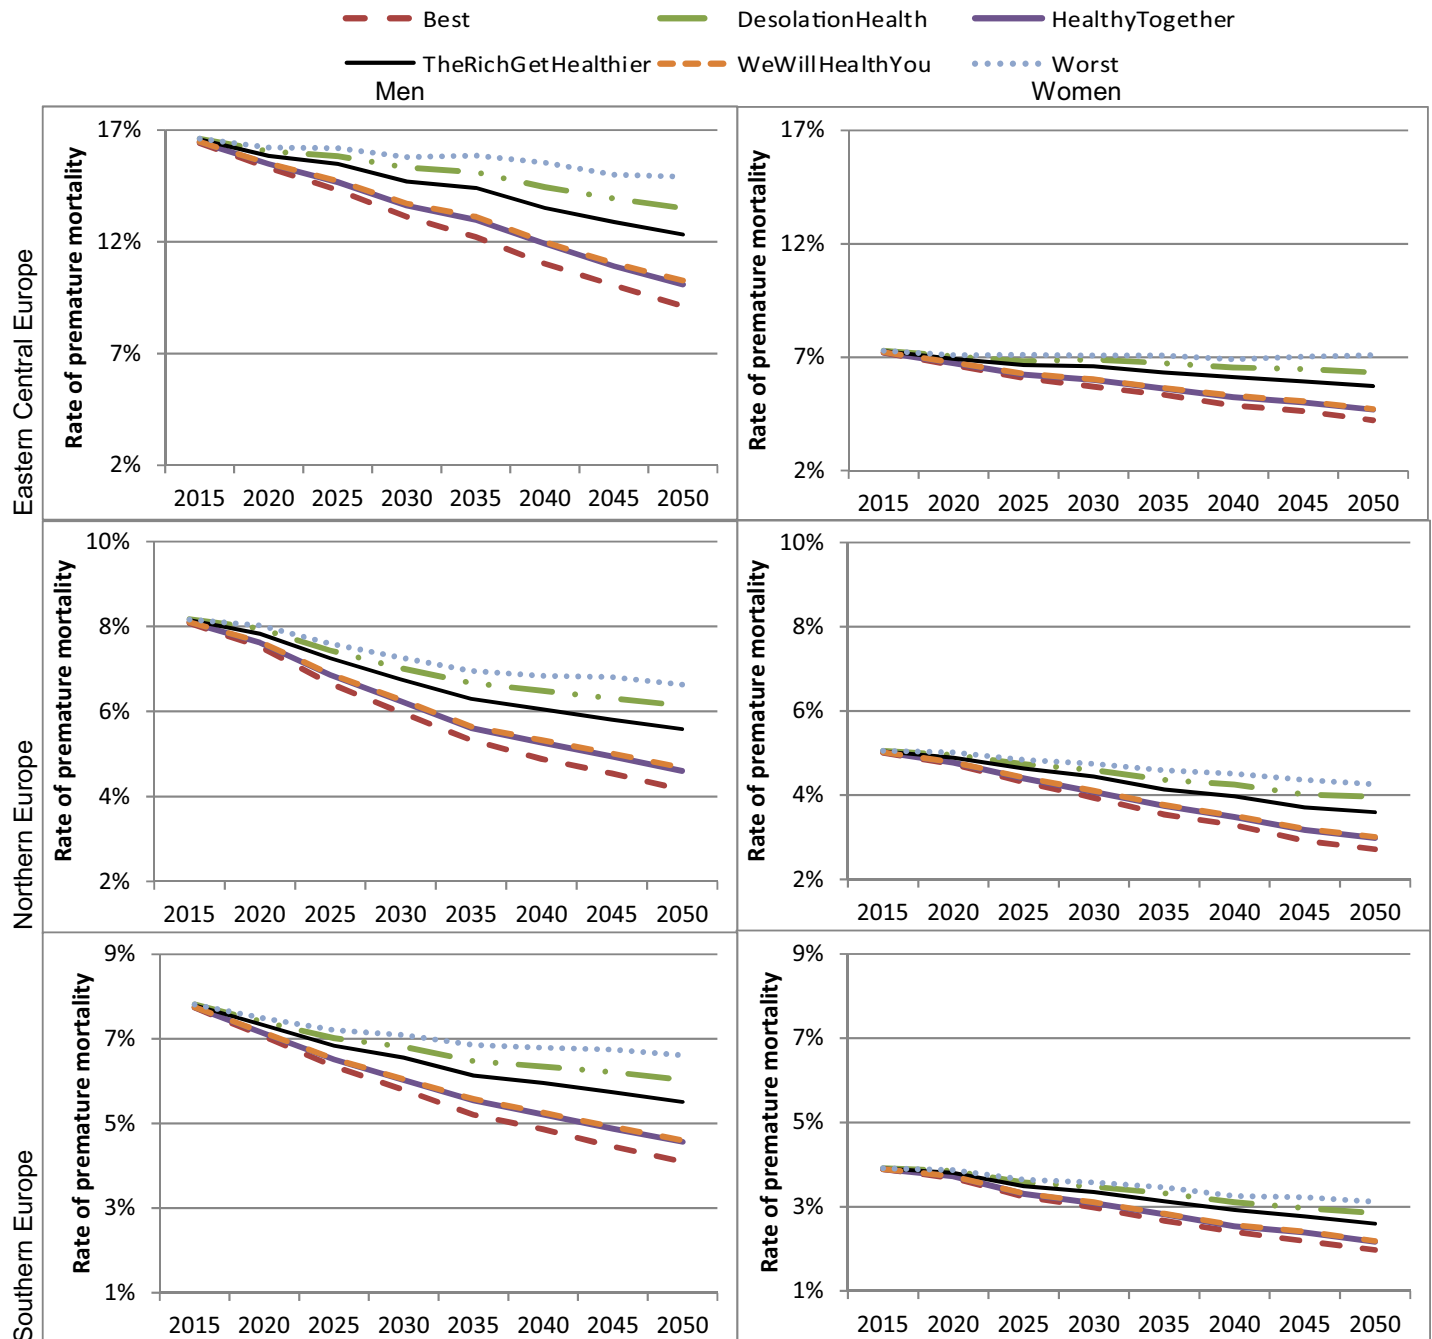 Best DesolationHealth HealthyTogether
TheRichGetHealthier WeWillHealthYou Worst
Men Women
Eastern Central Europe
Rate of premature mortality
17%
12%
7%
2%
2015 2020 2025 2030 2035 2040 2045 2050
Rate of premature mortality
17%
12%
7%
2%
2015 2020 2025 2030 2035 2040 2045 2050
Northern Europe
Rate of premature mortality
10%
8%
6%
4%
2%
2015 2020 2025 2030 2035 2040 2045 2050
Rate of premature mortality
10%
8%
6%
4%
2%
2015 2020 2025 2030 2035 2040 2045 2050
Southern Europe
Rate of premature mortality
9%
7%
5%
3%
1%
2015 2020 2025 2030 2035 2040 2045 2050
Rate of premature mortality
9%
7%
5%
3%
1%
2015 2020 2025 2030 2035 2040 2045 2050